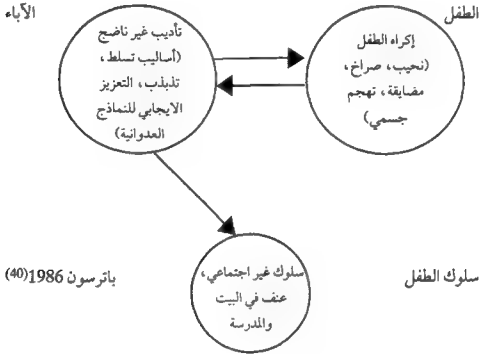 الطفل
الآباء
إكراه الطفل
(نحيب، صراخ،
مضايقة، تهجم
جسمي)
تأديب غير ناضج
(أساليب تسلط،
تذبذب، التعزيز
الايجابي للنماذج
العدوانية)
سلوك الطفل
سلوك غير اجتماعي،
عنف في البيت
والمدرسة
باترسون 1986(40)